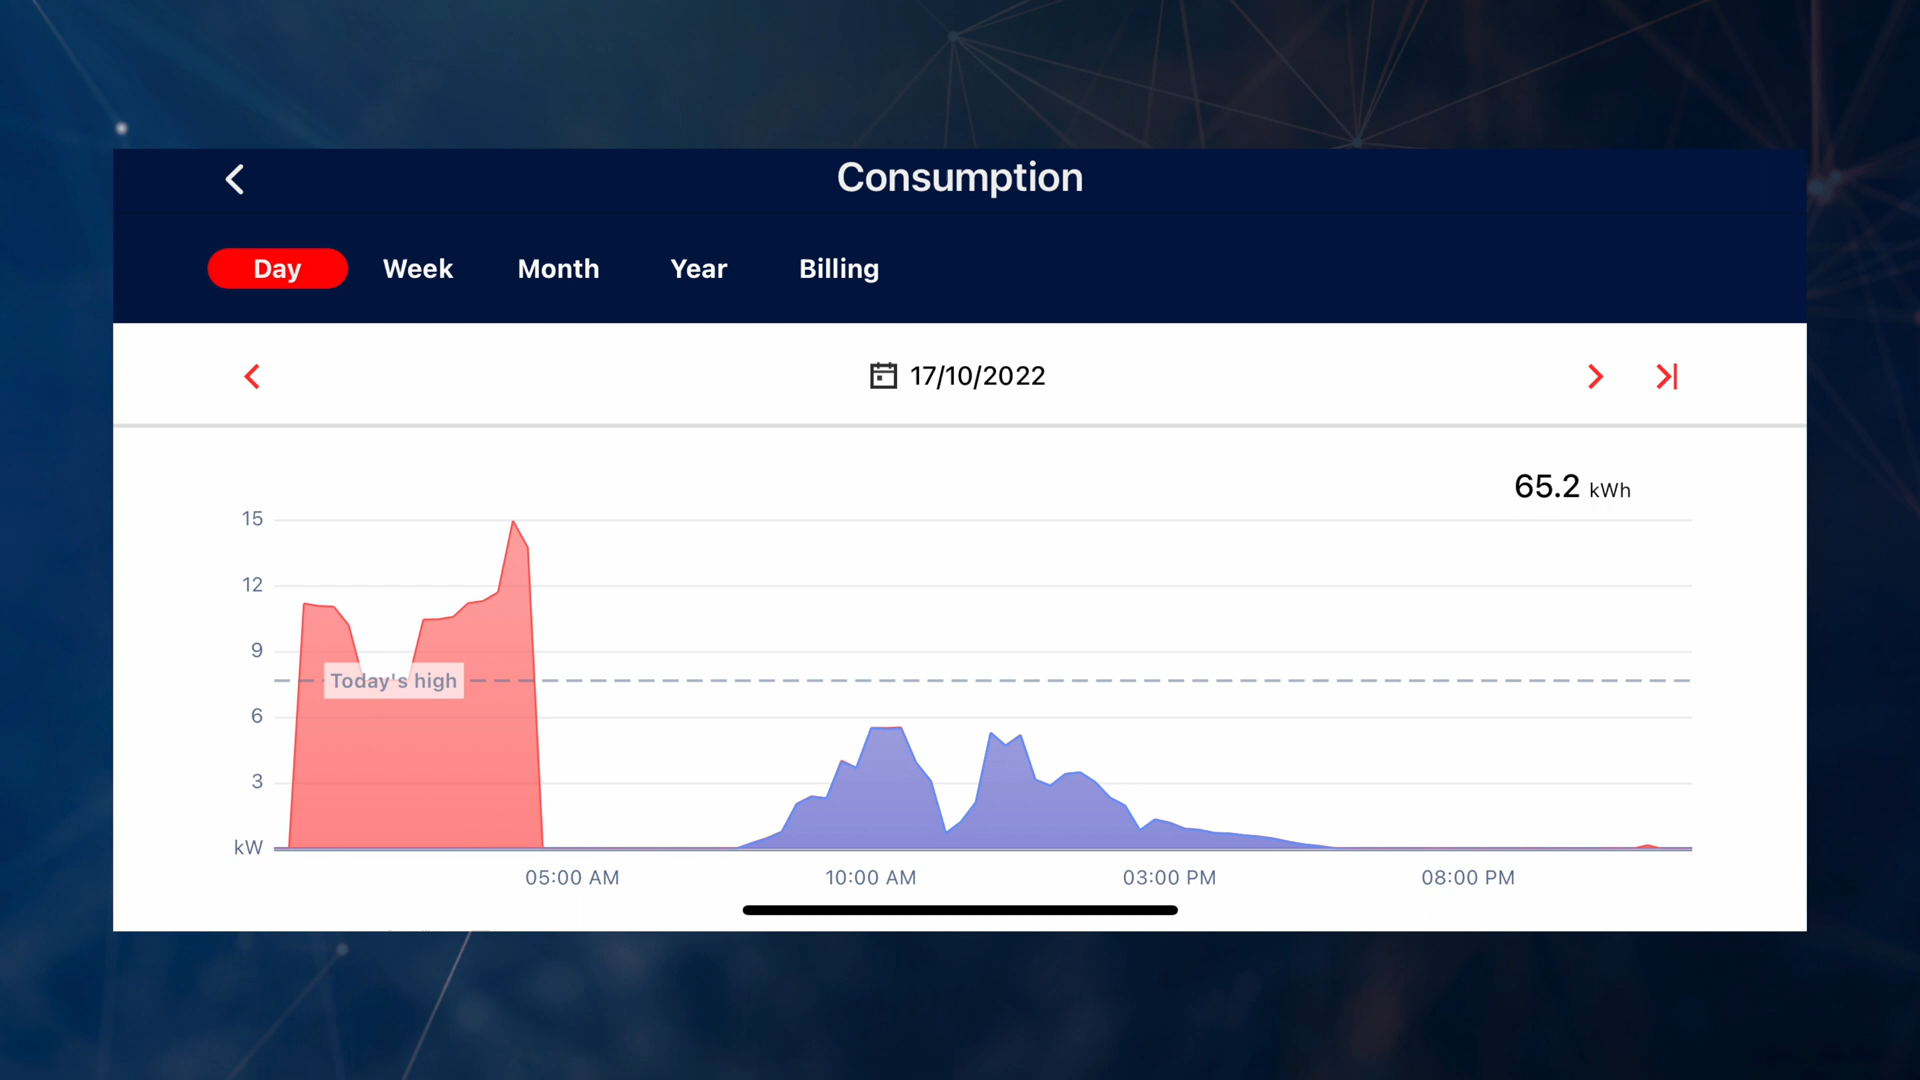 Consumption
Day Week Month Year Billing
17/10/2022
65.2 kWh
15
12
9
Today's high
6
3
kW
05:00 AM 10:00 AM 03:00 PM 08:00 PM